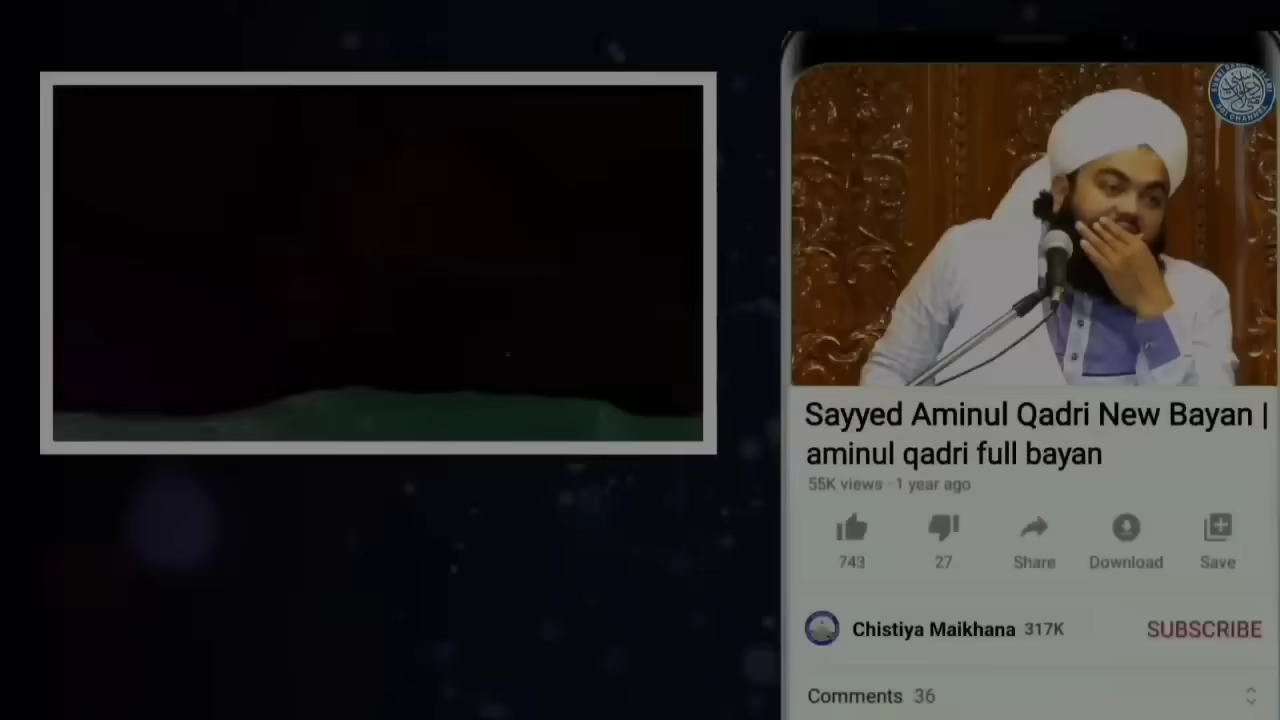 Sayyed Aminul Qadri New Bayan |
aminul qadri full bayan
55K views · 1 year ago
743
27
Share
Download
Save
Chistiya Maikhana 317K
SUBSCRIBE
Comments 36